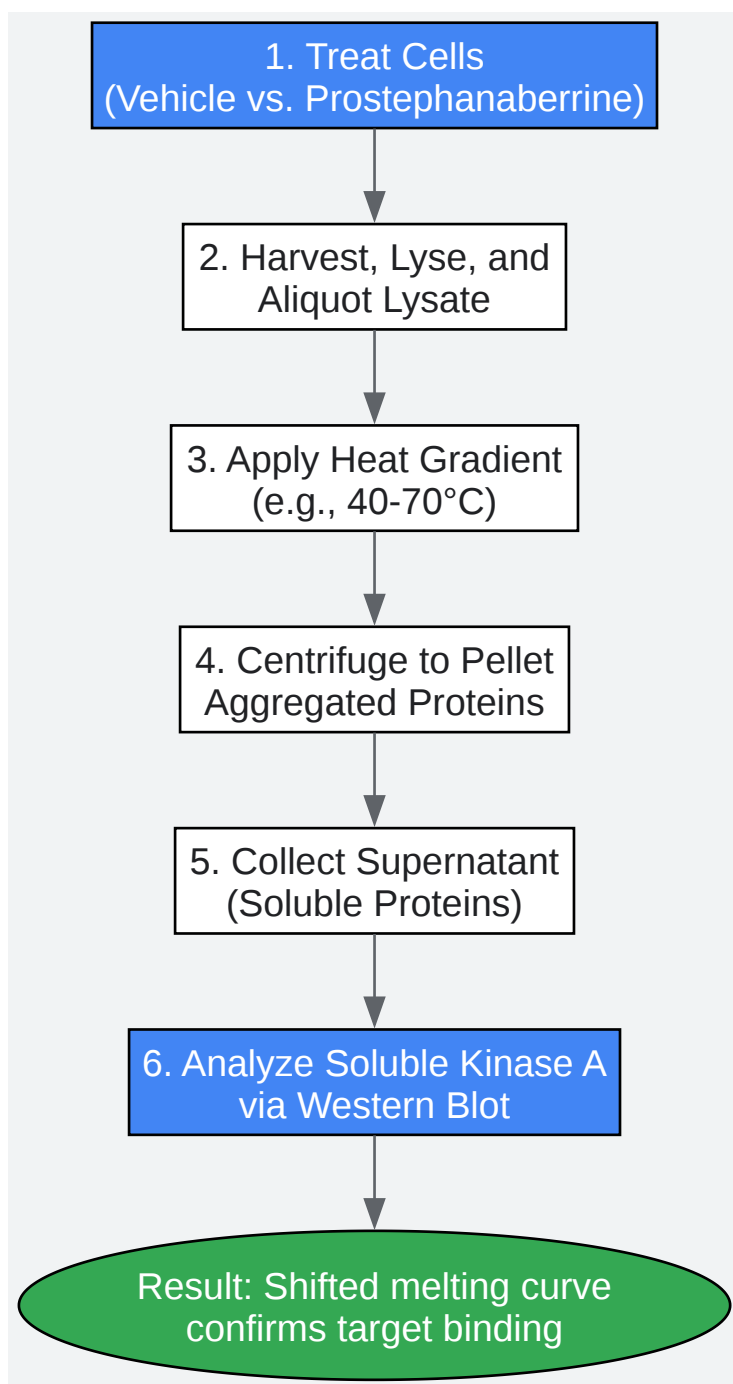 1. Treat Cells
(Vehicle vs. Prostephanaberrine)
2. Harvest, Lyse, and
Aliquot Lysate
3. Apply Heat Gradient
(e.g., 40-70°C)
4. Centrifuge to Pellet
Aggregated Proteins
5. Collect Supernatant
(Soluble Proteins)
6. Analyze Soluble Kinase A
via Western Blot
Result: Shifted melting curve
confirms target binding